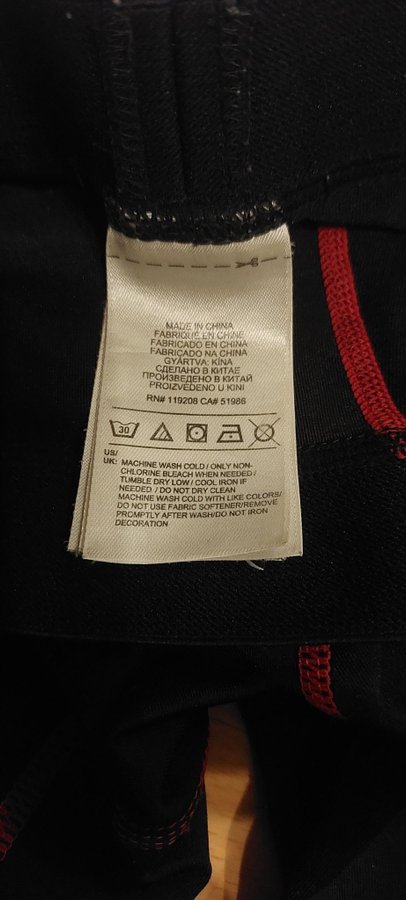 MADE IN CHINA
FABRIQUÉ EN CHINE
FABRICADO EN CHINA
FABRICADO NA CHINA
GYÁRTVA: KÍNA
СДЕЛАНО В КИТАЕ
ПРОИЗВЕДЕНО В КИТАЙ
PROIZVEDENO U KINI
RN# 119208 CA# 51986
30
US/
UK: MACHINE WASH COLD / ONLY NON-
CHLORINE BLEACH WHEN NEEDED /
TUMBLE DRY LOW / COOL IRON IF
NEEDED / DO NOT DRY CLEAN
MACHINE WASH COLD WITH LIKE COLORS/
DO NOT USE FABRIC SOFTENER/REMOVE
PROMPTLY AFTER WASH/DO NOT IRON
DECORATION